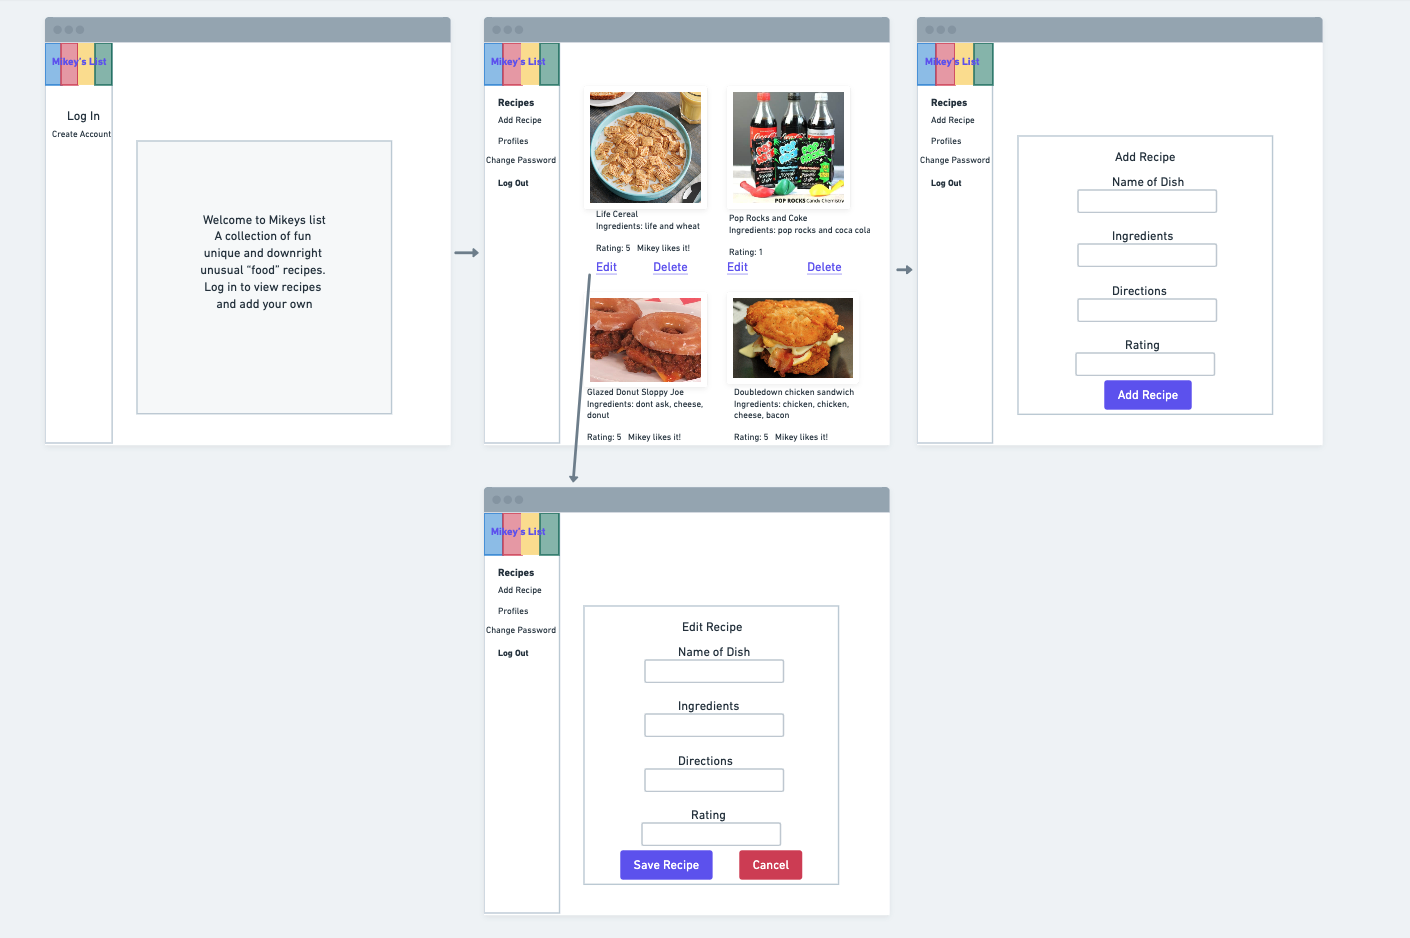 Mikey's List
Log In
Create Account
Welcome to Mikeys list
A collection of fun
unique and downright
unusual “food” recipes.
Log in to view recipes
and add your own
Mikey's List
Recipes
Add Recipe
Profiles
Change Password
Log Out
POP ROCKS Candy Chemistry
Life Cereal
Ingredients: life and wheat
Rating: 5 Mikey likes it!
Edit Delete
Pop Rocks and Coke
Ingredients: pop rocks and coca cola
Rating: 1
Edit Delete
Glazed Donut Sloppy Joe
Ingredients: dont ask, cheese,
donut
Rating: 5 Mikey likes it!
Doubledown chicken sandwich
Ingredients: chicken, chicken,
cheese, bacon
Rating: 5 Mikey likes it!
Mikey's List
Recipes
Add Recipe
Profiles
Change Password
Log Out
Add Recipe
Name of Dish
Ingredients
Directions
Rating
Add Recipe
Mikey's List
Recipes
Add Recipe
Profiles
Change Password
Log Out
Edit Recipe
Name of Dish
Ingredients
Directions
Rating
Save Recipe Cancel